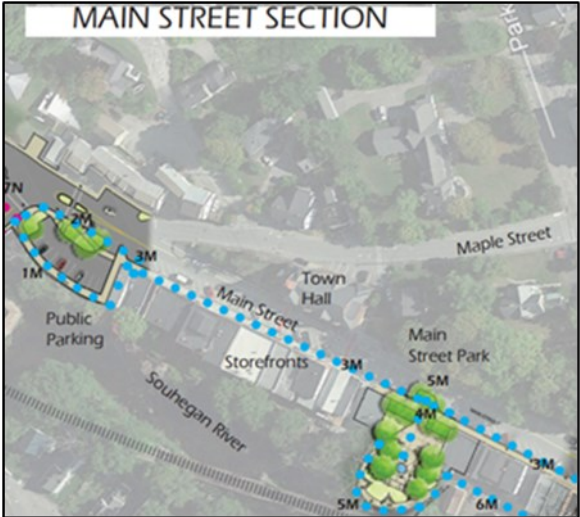 MAIN STREET SECTION
Park
7N
2M
3M
1M
Maple Street
Town
Hall
Main Street
Public
Parking
Main
Street Park
Storefronts
3M
5M
Souhegan River
4M
3M
5M
6M